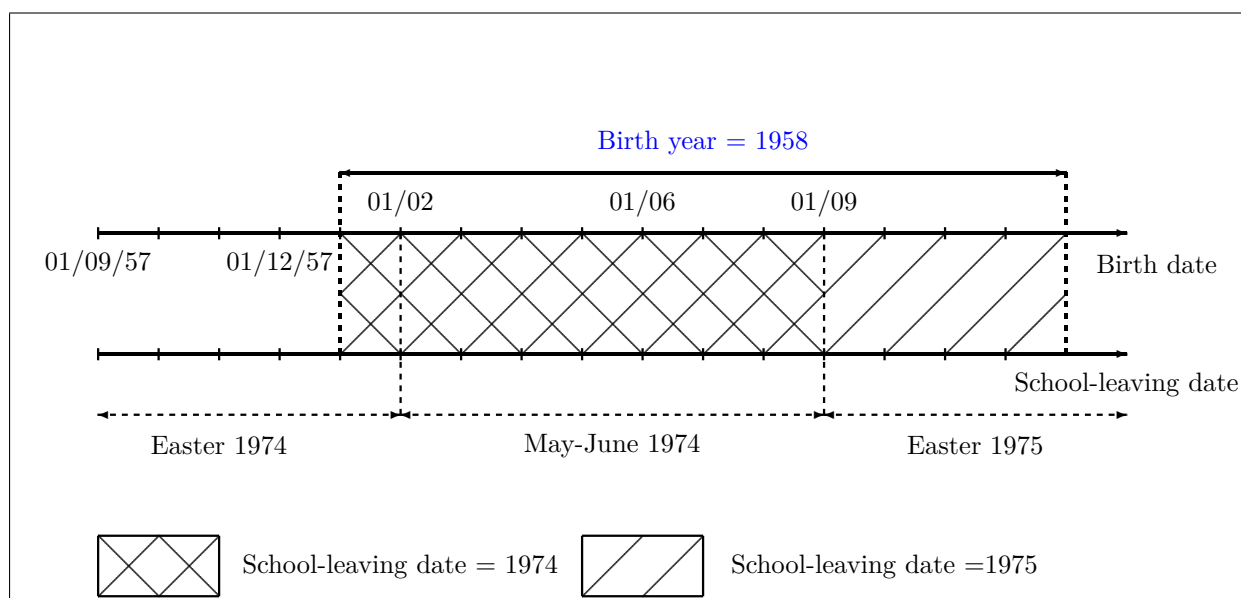 Birth year = 1958
01/02
01/06
01/09
01/09/57
01/12/57
Birth date
School-leaving date
Easter 1974
May-June 1974
Easter 1975
School-leaving date = 1974
School-leaving date =1975